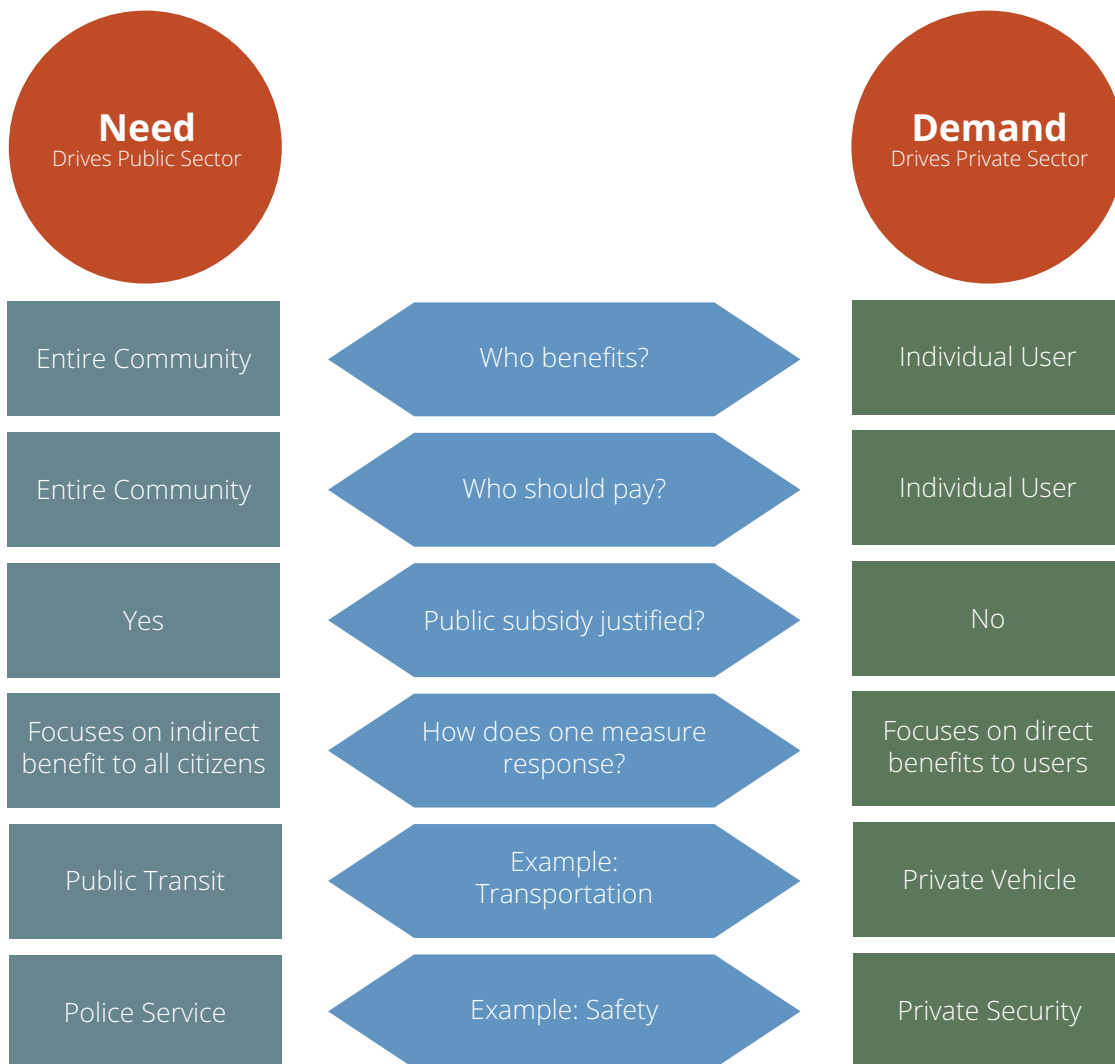 Need
Drives Public Sector
Demand
Drives Private Sector
Entire Community
Who benefits?
Individual User
Entire Community
Who should pay?
Individual User
Yes
Public subsidy justified?
No
Focuses on indirect
benefit to all citizens
How does one measure
response?
Focuses on direct
benefits to users
Public Transit
Example:
Transportation
Private Vehicle
Police Service
Example: Safety
Private Security